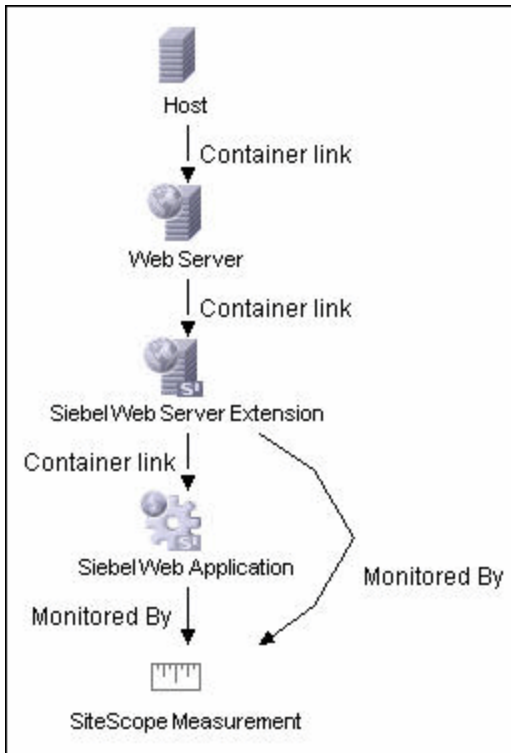 Host
Container link
Web Server
Container link
Siebel Web Server Extension
Container link
Siebel Web Application
Monitored By
Monitored By
SiteScope Measurement